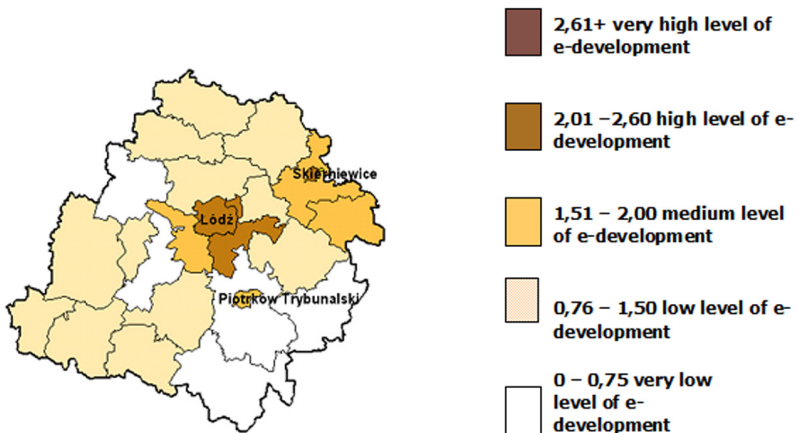 Skierniewice
Łódź
Piotrków Trybunalski
2,61+ very high level of
e-development
2,01 –2,60 high level of e-
development
1,51 – 2,00 medium level
of e-development
0,76 – 1,50 low level of e-
development
0 – 0,75 very low
level of e-
development